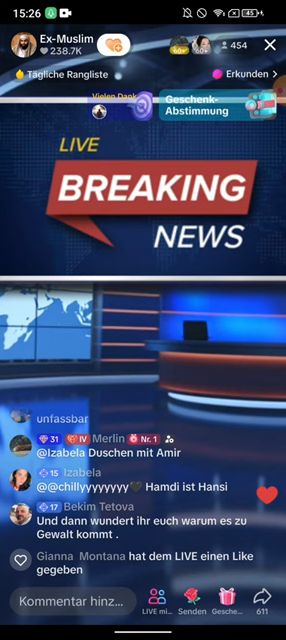 15:26
45
Ex-Muslim
238.7K
60+
60+
454
Tägliche Rangliste
Erkunden >
Vielen Dank
Geschenk-
Abstimmung
LIVE
BREAKING
NEWS
unfassbar
31 IV Merlin Nr. 1
@Izabela Duschen mit Amir
15 Izabela
@@chillyyyyyyyy🖤 Hamdi ist Hansi
17 Bekim Tetova
Und dann wundert ihr euch warum es zu
Gewalt kommt .
Gianna Montana hat dem LIVE einen Like
gegeben
Kommentar hinz...
LIVE mi...
Senden
Gesche...
611